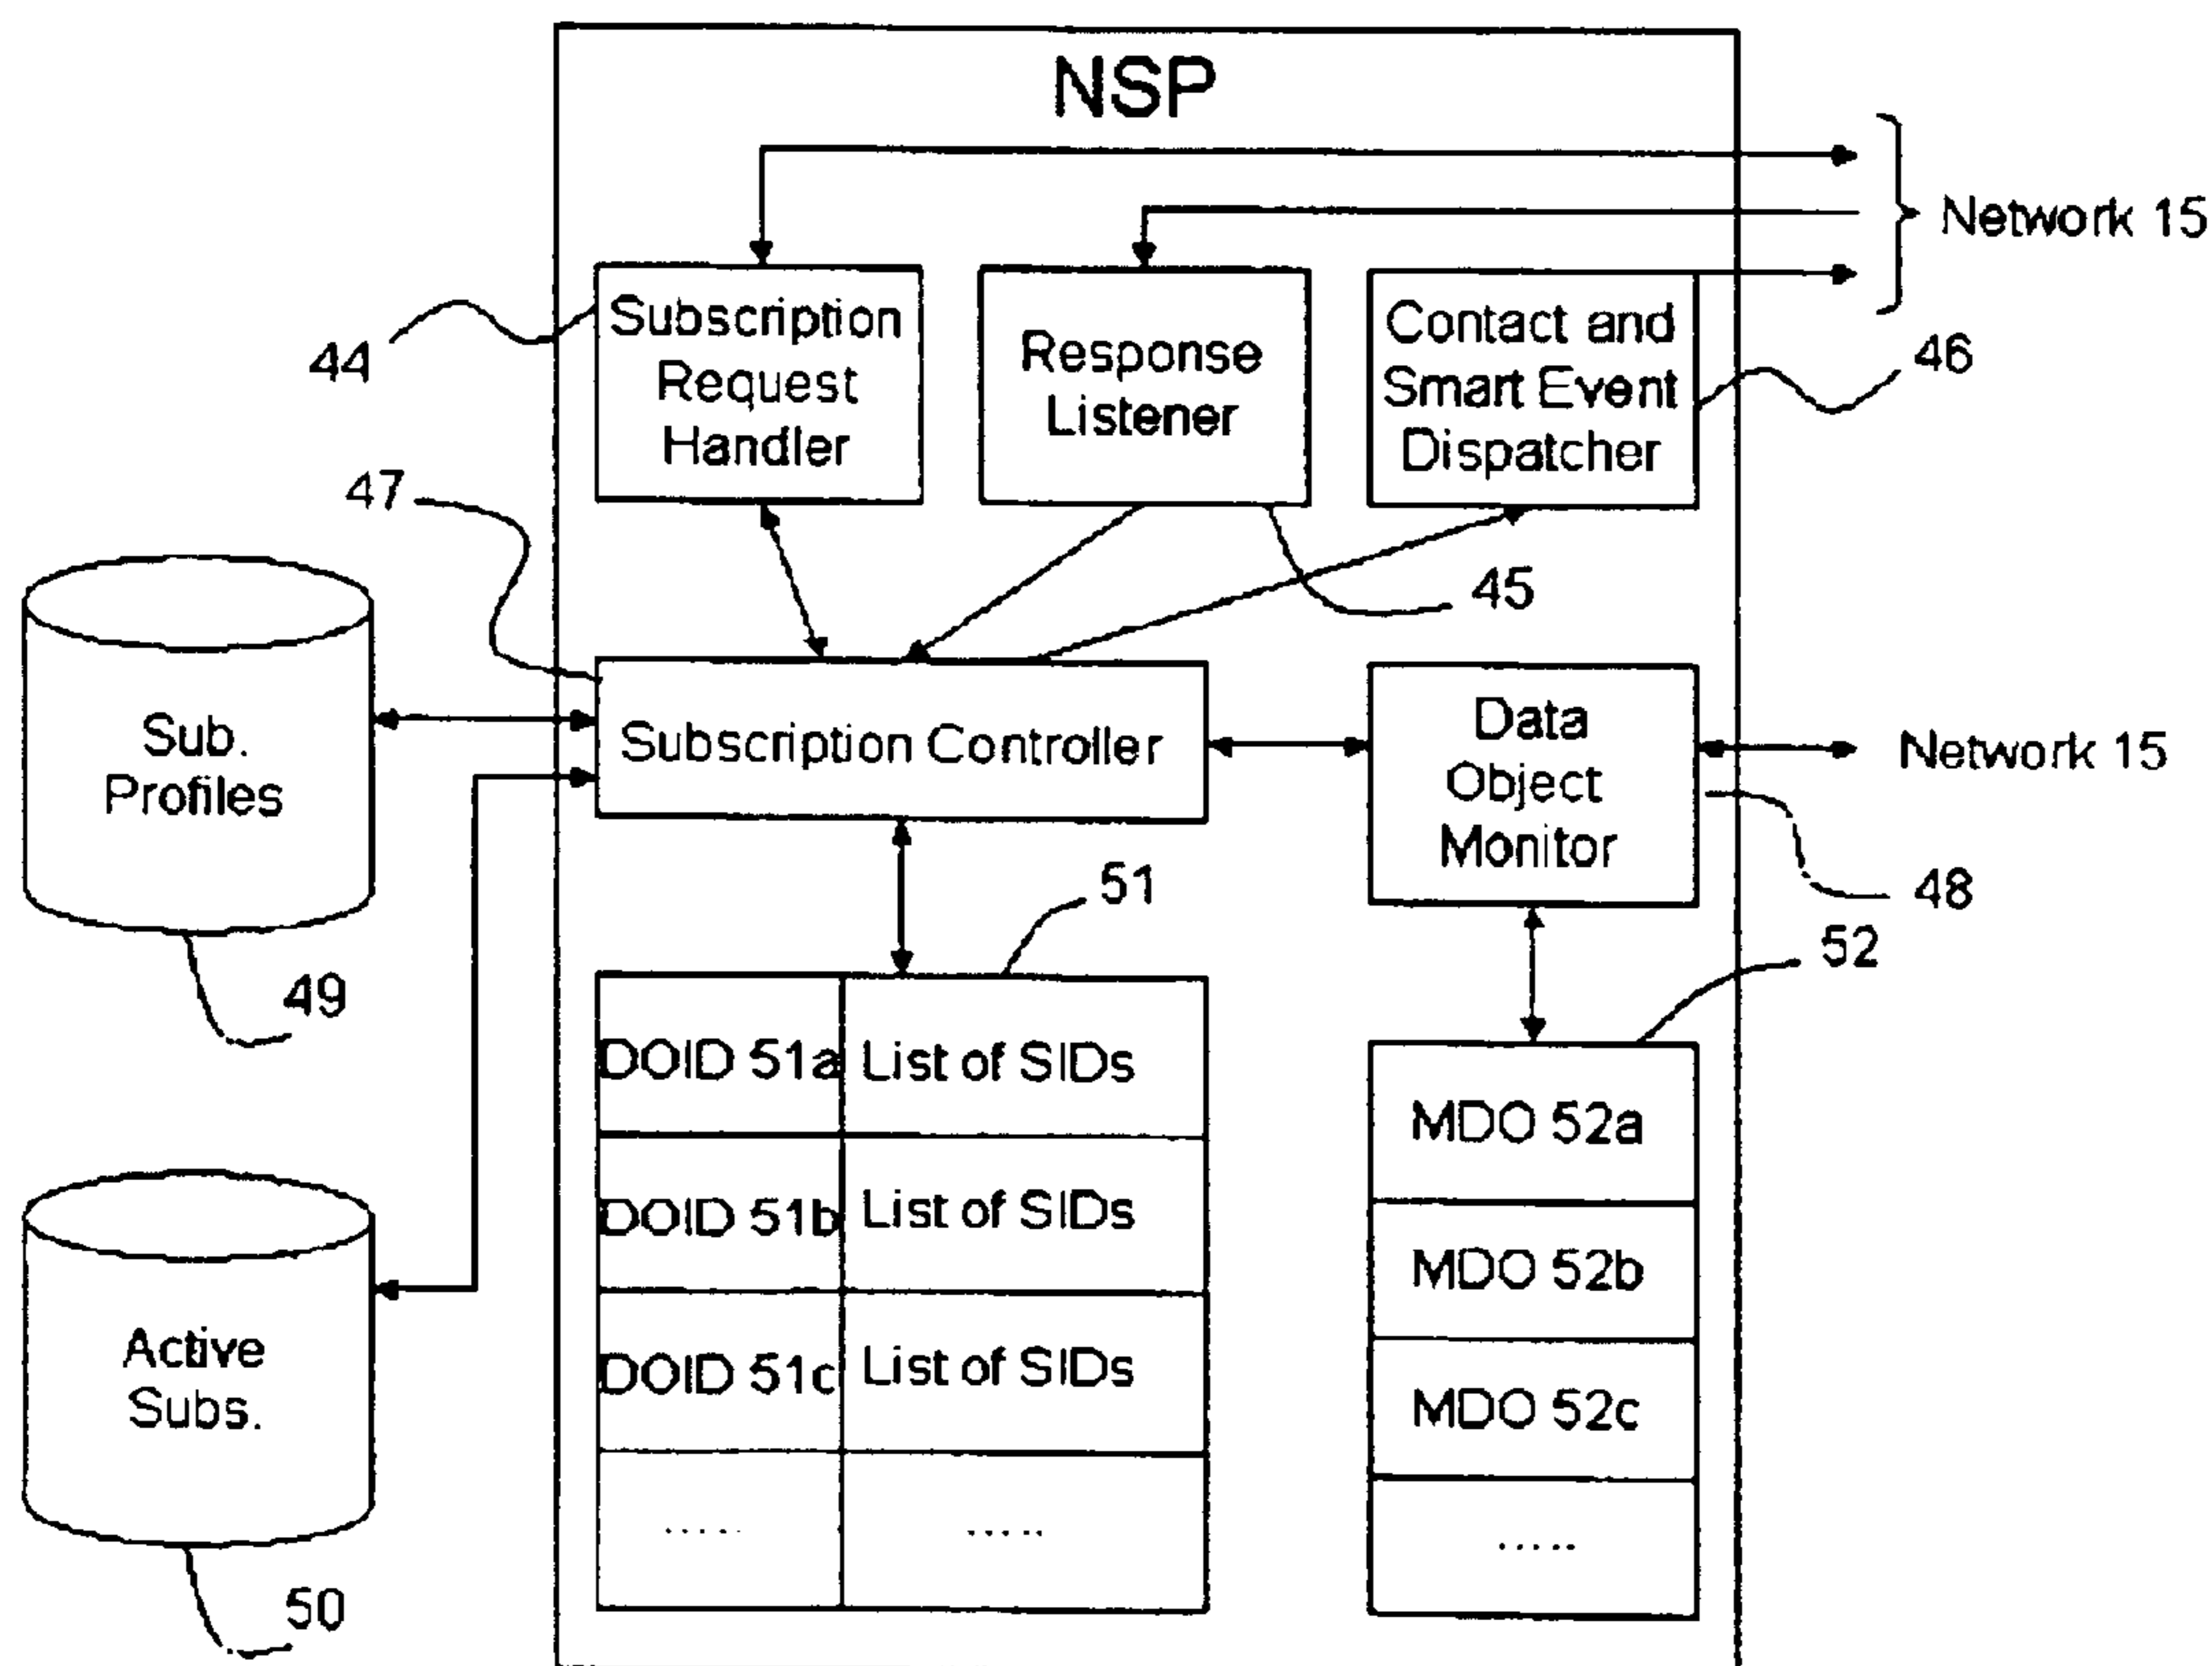 NSP
Network 15
Subscription
Request
Handler
Response
Listener
Contact and
Smart Event
Dispatcher
44
46
47
45
Sub.
Profiles
Subscription Controller
Data
Object
Monitor
Network 15
51
48
52
49
DOID 51a List of SIDs
MDO 52a
DOID 51b List of SIDs
MDO 52b
DOID 51c List of SIDs
MDO 52c
..... .....
.....
Active
Subs.
50